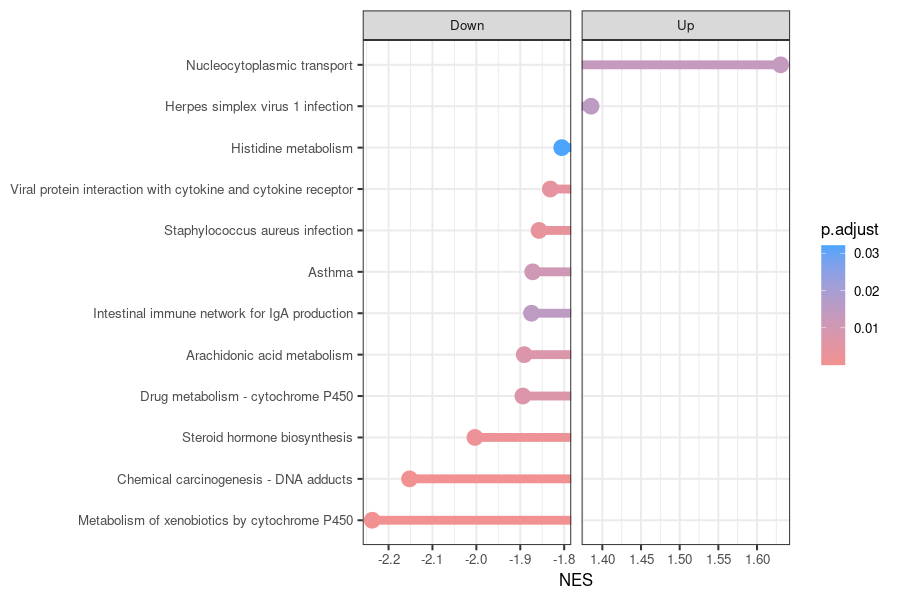 Down Up
Nucleocytoplasmic transport
Herpes simplex virus 1 infection
Histidine metabolism
Viral protein interaction with cytokine and cytokine receptor
Staphylococcus aureus infection
Asthma
Intestinal immune network for IgA production
Arachidonic acid metabolism
Drug metabolism - cytochrome P450
Steroid hormone biosynthesis
Chemical carcinogenesis - DNA adducts
Metabolism of xenobiotics by cytochrome P450
-2.2 -2.1 -2.0 -1.9 -1.8 1.40 1.45 1.50 1.55 1.60
NES
p.adjust
0.03
0.02
0.01